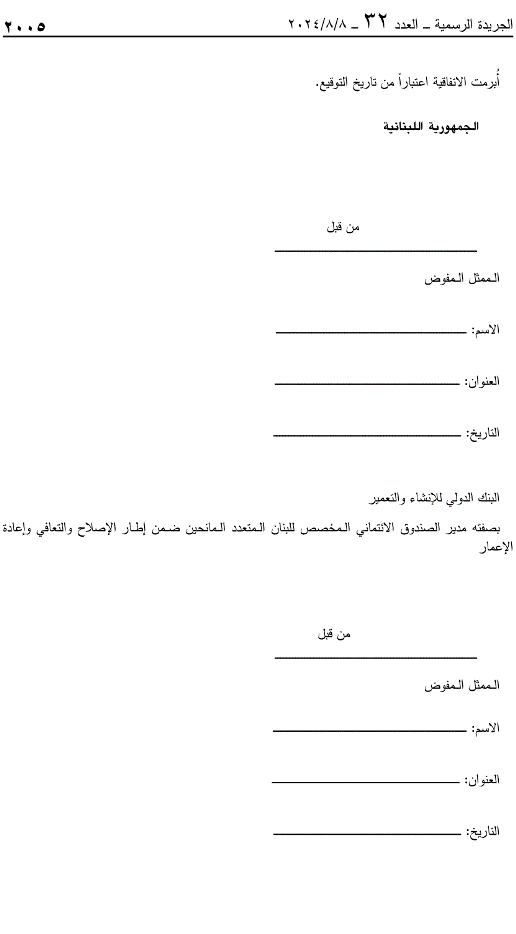 الجريدة الرسمية – العدد ٣٢ – ٢٠٢٤/٨/٨ ٢٠٠٥
أُبرمت الاتفاقية اعتباراً من تاريخ التوقيع.
الجمهورية اللبنانية
من قبل
الممثل المفوض
الاسم:
العنوان:
التاريخ:
البنك الدولي للإنشاء والتعمير
بصفته مدير الصندوق الائتماني المخصص للبنان المتعدد المانحين ضمن إطار الإصلاح والتعافي وإعادة
الإعمار
من قبل
الممثل المفوض
الاسم:
العنوان:
التاريخ: